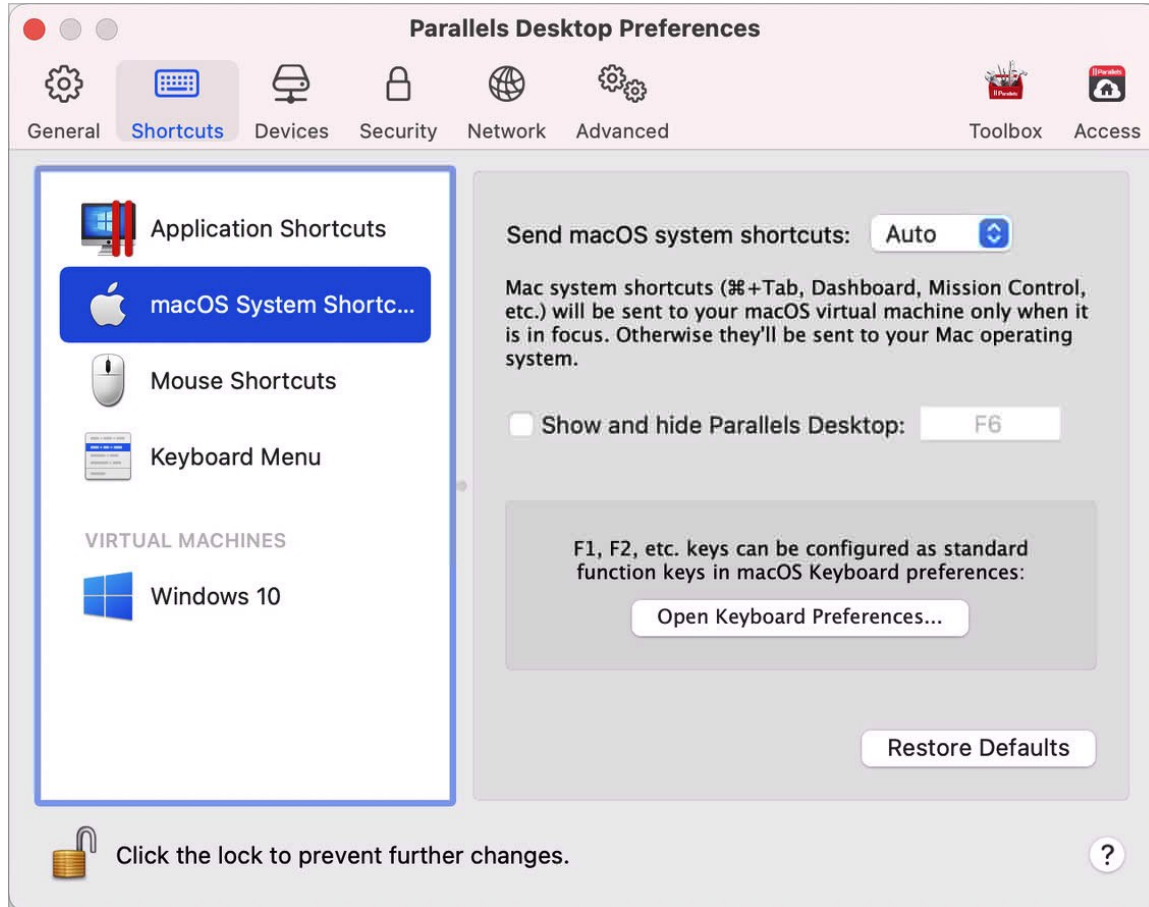 Parallels Desktop Preferences
General Shortcuts Devices Security Network Advanced Toolbox Access
Application Shortcuts
macOS System Shortc...
Mouse Shortcuts
Keyboard Menu
VIRTUAL MACHINES
Windows 10
Send macOS system shortcuts: Auto
Mac system shortcuts (⌘+Tab, Dashboard, Mission Control,
etc.) will be sent to your macOS virtual machine only when it
is in focus. Otherwise they'll be sent to your Mac operating
system.
Show and hide Parallels Desktop: F6
F1, F2, etc. keys can be configured as standard
function keys in macOS Keyboard preferences:
Open Keyboard Preferences...
Restore Defaults
Click the lock to prevent further changes.
?